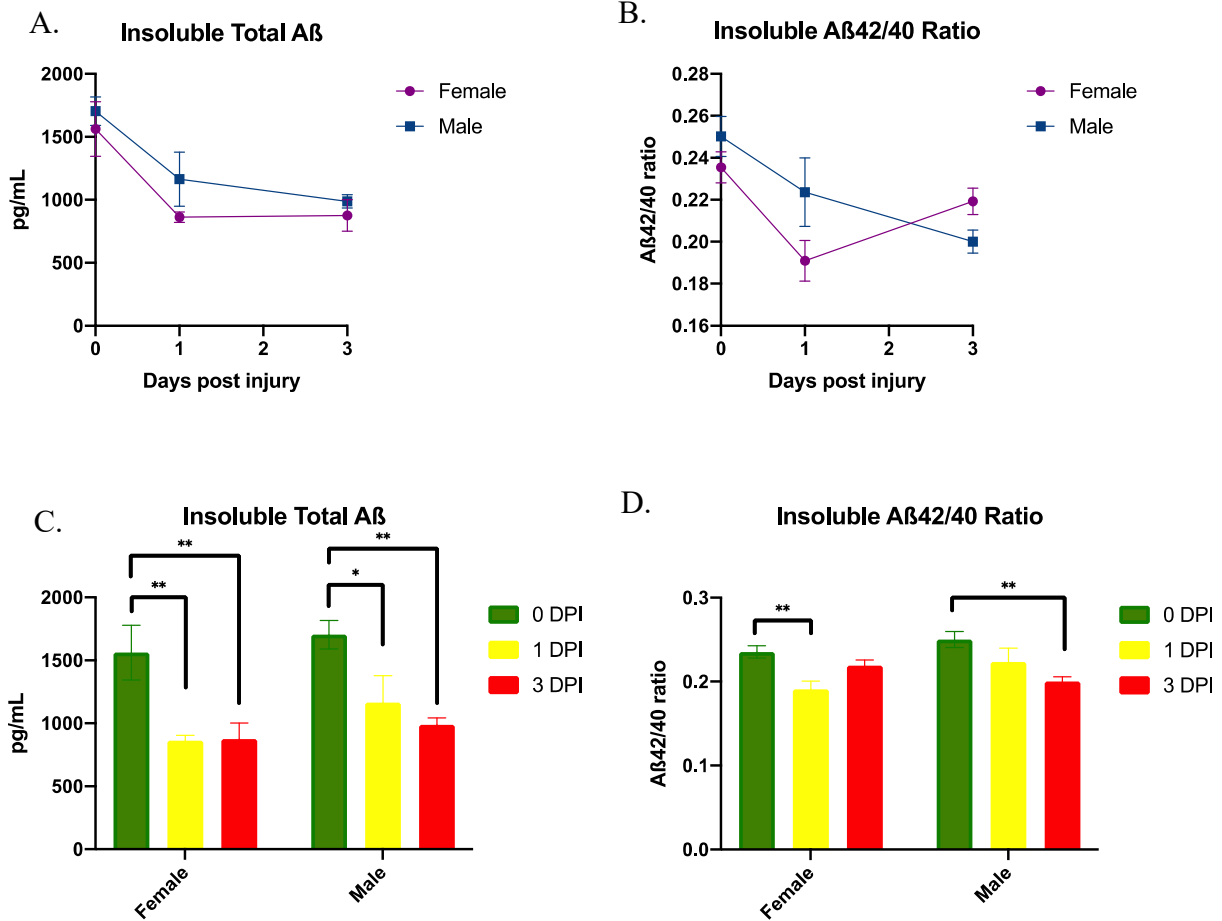 A.
Insoluble Total Aß
2000
1500
1000
500
0
pg/mL
0 1 2 3
Days post injury
Female
Male
B.
Insoluble Aß42/40 Ratio
0.28
0.26
0.24
0.22
0.20
0.18
0.16
Aß42/40 ratio
0 1 2 3
Days post injury
Female
Male
C.
Insoluble Total Aß
** ** ** *
2000
1500
1000
500
0
pg/mL
Female Male
0 DPI
1 DPI
3 DPI
D.
Insoluble Aß42/40 Ratio
** **
0.3
0.2
0.1
0.0
Aß42/40 ratio
Female Male
0 DPI
1 DPI
3 DPI